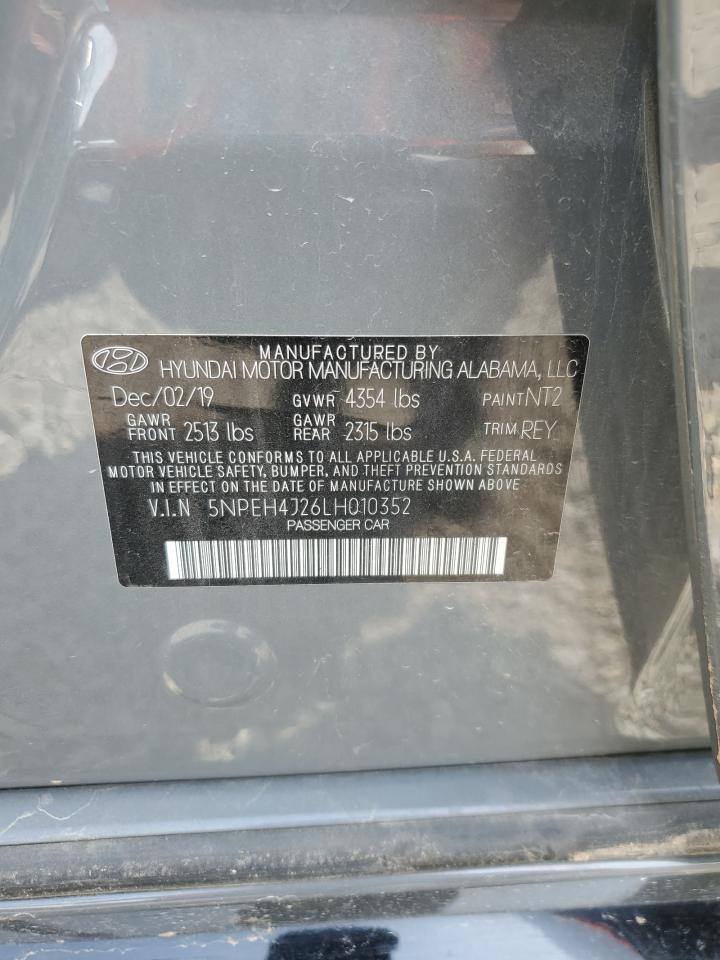 MANUFACTURED BY
HYUNDAI MOTOR MANUFACTURING ALABAMA, LLC
Dec/02/19 GVWR 4354 lbs PAINT NT2
GAWR FRONT 2513 lbs GAWR REAR 2315 lbs TRIM REY
THIS VEHICLE CONFORMS TO ALL APPLICABLE U.S.A. FEDERAL
MOTOR VEHICLE SAFETY, BUMPER, AND THEFT PREVENTION STANDARDS
IN EFFECT ON THE DATE OF MANUFACTURE SHOWN ABOVE.
V.I.N 5NPEH4J26LH010352
PASSENGER CAR